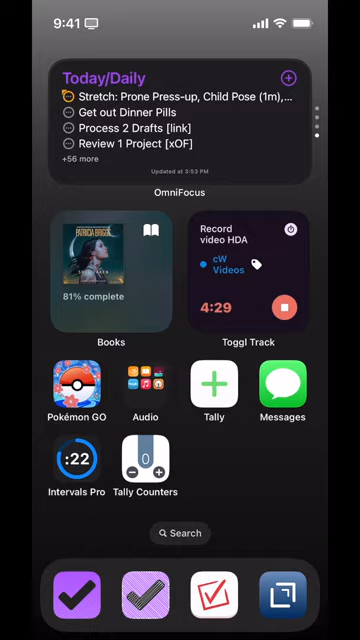 9:41
Today/Daily
Stretch: Prone Press-up, Child Pose (1m),...
Get out Dinner Pills
Process 2 Drafts [link]
Review 1 Project [xOF]
+56 more
Updated at 3:53 PM
OmniFocus
PATRICIA BRIGGS
81% complete
Books
Record
video HDA
cW
Videos
4:29
Toggl Track
Pokémon GO
Audio
Tally
Messages
:22
Intervals Pro
0
Tally Counters
Search